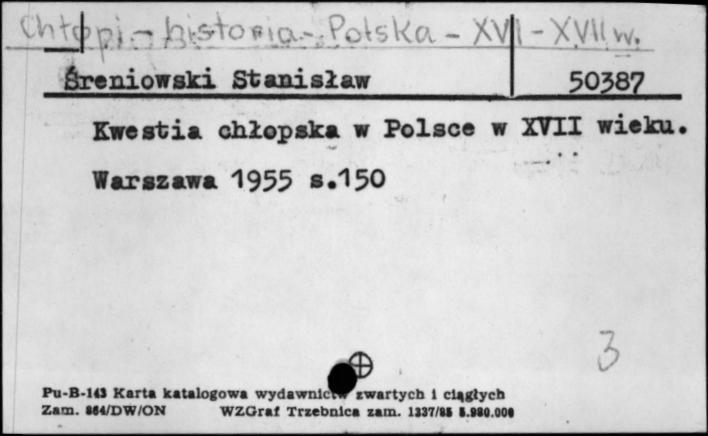 Chłopi - historia - Polska - XVI - XVII w.
Śreniowski Stanisław 50387
Kwestia chłopska w Polsce w XVII wieku.
Warszawa 1955 s.150
3
Pu-B-143 Karta katalogowa wydawnictw zwartych i ciągłych
Zam. 864/DW/ON WZGraf Trzebnica zam. 1337/85 5.980.000